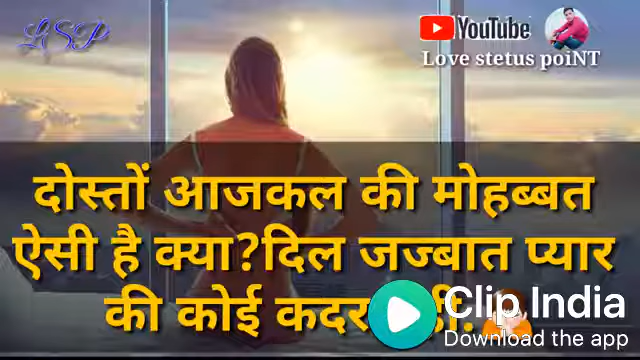 LSP
YouTube
Love stetus poiNT
दोस्तों आजकल की मोहब्बत
ऐसी है क्या?दिल जज्बात प्यार
की कोई कदर
Clip India
Download the app